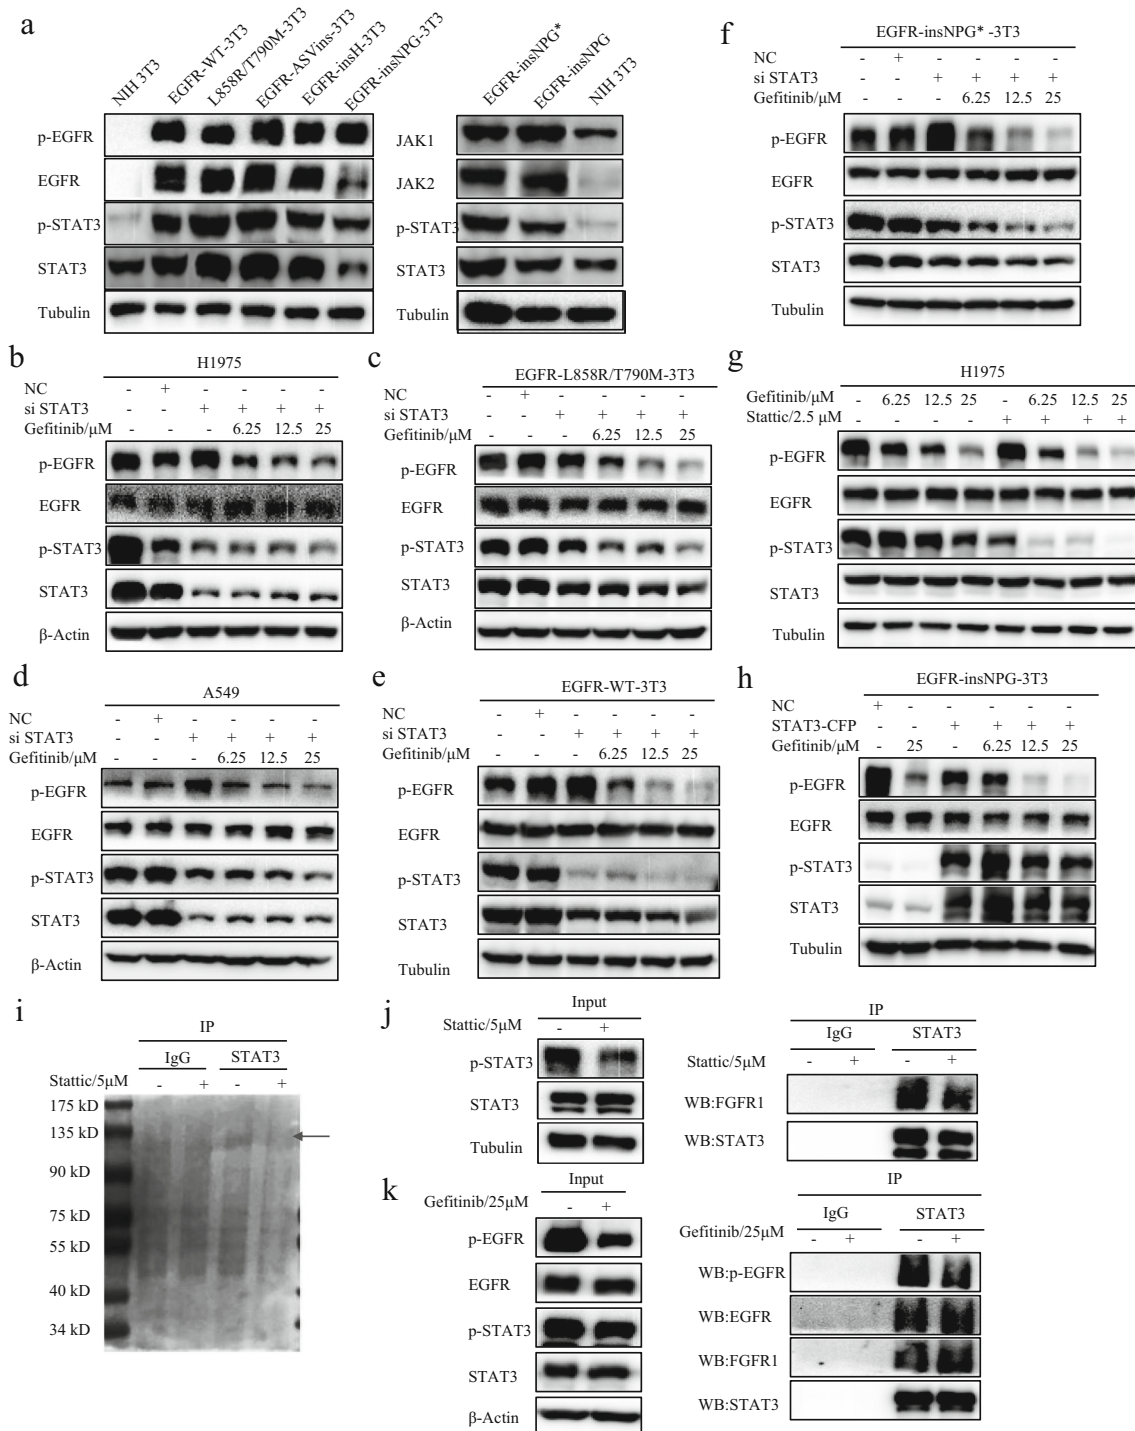 a
NIH 3T3
EGFR-WT-3T3
L858R/T790M-3T3
EGFR-ASVins-3T3
EGFR-insH-3T3
EGFR-insNPG-3T3
p-EGFR
EGFR
p-STAT3
STAT3
Tubulin
EGFR-insNPG*
EGFR-insNPG
NIH 3T3
JAK1
JAK2
p-STAT3
STAT3
Tubulin
f
EGFR-insNPG* -3T3
NC - + - - - -
si STAT3 - - + + + +
Gefitinib/μM - - - 6.25 12.5 25
p-EGFR
EGFR
p-STAT3
STAT3
Tubulin
b
H1975
NC - + - - - -
si STAT3 - - + + + +
Gefitinib/μM - - - 6.25 12.5 25
p-EGFR
EGFR
p-STAT3
STAT3
β-Actin
c
EGFR-L858R/T790M-3T3
NC - + - - - -
si STAT3 - - + + + +
Gefitinib/μM - - - 6.25 12.5 25
p-EGFR
EGFR
p-STAT3
STAT3
β-Actin
g
H1975
Gefitinib/μM - 6.25 12.5 25 - 6.25 12.5 25
Stattic/2.5 μM - - - - + + + +
p-EGFR
EGFR
p-STAT3
STAT3
Tubulin
d
A549
NC - + - - - -
si STAT3 - - + + + +
Gefitinib/μM - - - 6.25 12.5 25
p-EGFR
EGFR
p-STAT3
STAT3
β-Actin
e
EGFR-WT-3T3
NC - + - - - -
si STAT3 - - + + + +
Gefitinib/μM - - - 6.25 12.5 25
p-EGFR
EGFR
p-STAT3
STAT3
Tubulin
h
EGFR-insNPG-3T3
NC + - - - - -
STAT3-CFP - - + + + +
Gefitinib/μM - 25 - 6.25 12.5 25
p-EGFR
EGFR
p-STAT3
STAT3
Tubulin
i
IP
IgG STAT3
Stattic/5μM - + - +
175 kD
135 kD
90 kD
75 kD
55 kD
40 kD
34 kD
j
Input
Stattic/5μM - +
p-STAT3
STAT3
Tubulin
IP
IgG STAT3
Stattic/5μM - + - +
WB:FGFR1
WB:STAT3
k
Input
Gefitinib/25μM - +
p-EGFR
EGFR
p-STAT3
STAT3
β-Actin
IP
IgG STAT3
Gefitinib/25μM - + - +
WB:p-EGFR
WB:EGFR
WB:FGFR1
WB:STAT3